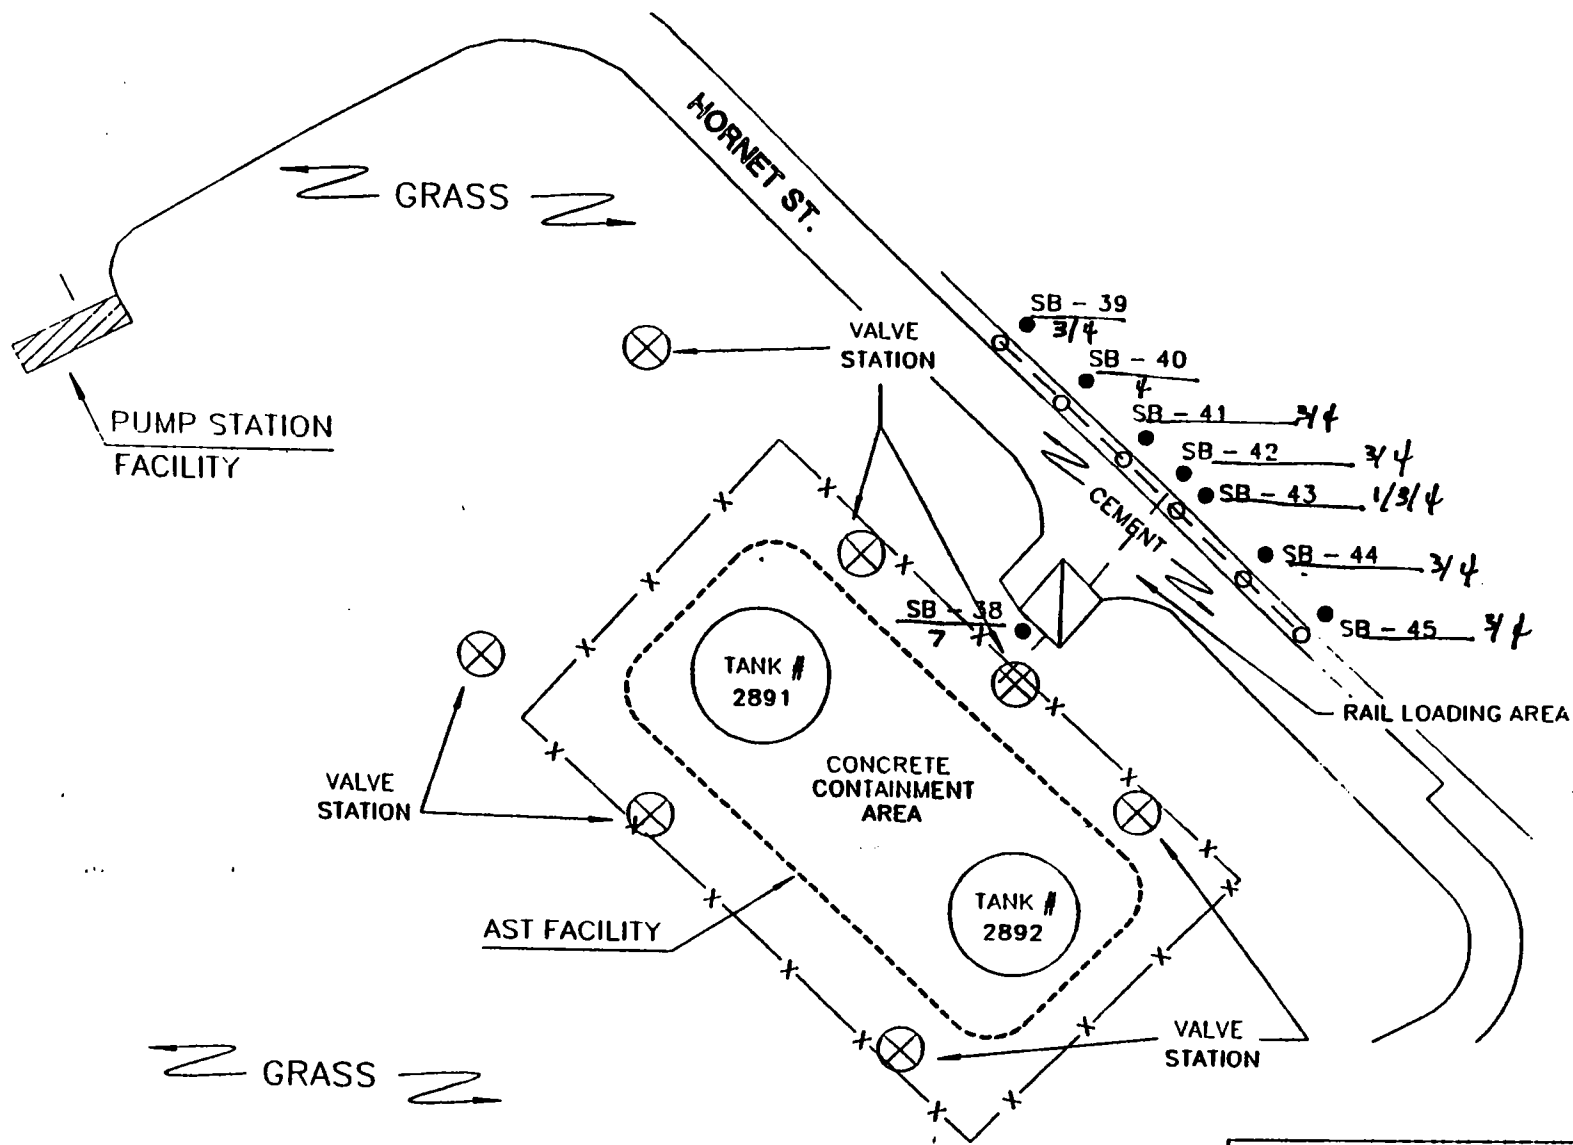 HORNET ST.
GRASS
SB - 39
3/4
VALVE
STATION
SB - 40
4
SB - 41 3/4
SB - 42 3/4
SB - 43 1/3/4
PUMP STATION
FACILITY
CEMENT
SB - 44 3/4
SB - 38
7
SB - 45 3/4
TANK #
2891
RAIL LOADING AREA
CONCRETE
CONTAINMENT
AREA
VALVE
STATION
TANK #
2892
AST FACILITY
VALVE
STATION
GRASS